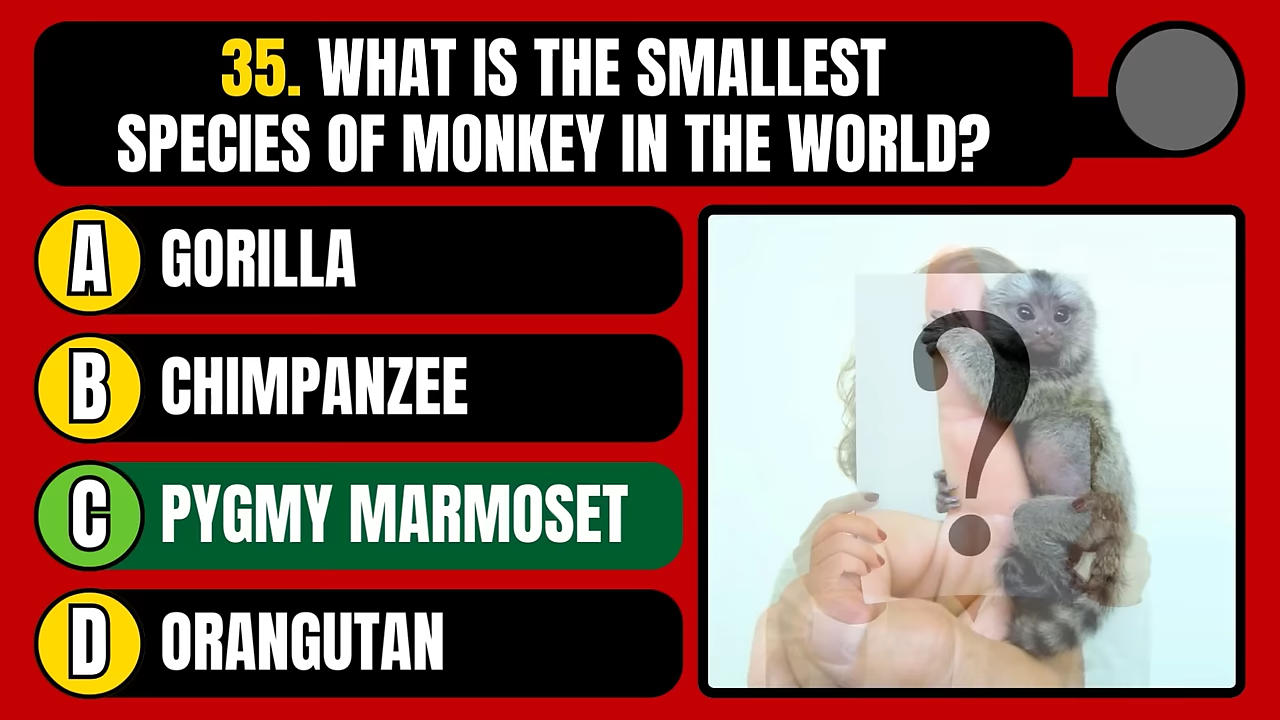 35. WHAT IS THE SMALLEST
SPECIES OF MONKEY IN THE WORLD?
A GORILLA
B CHIMPANZEE
C PYGMY MARMOSET
D ORANGUTAN
?